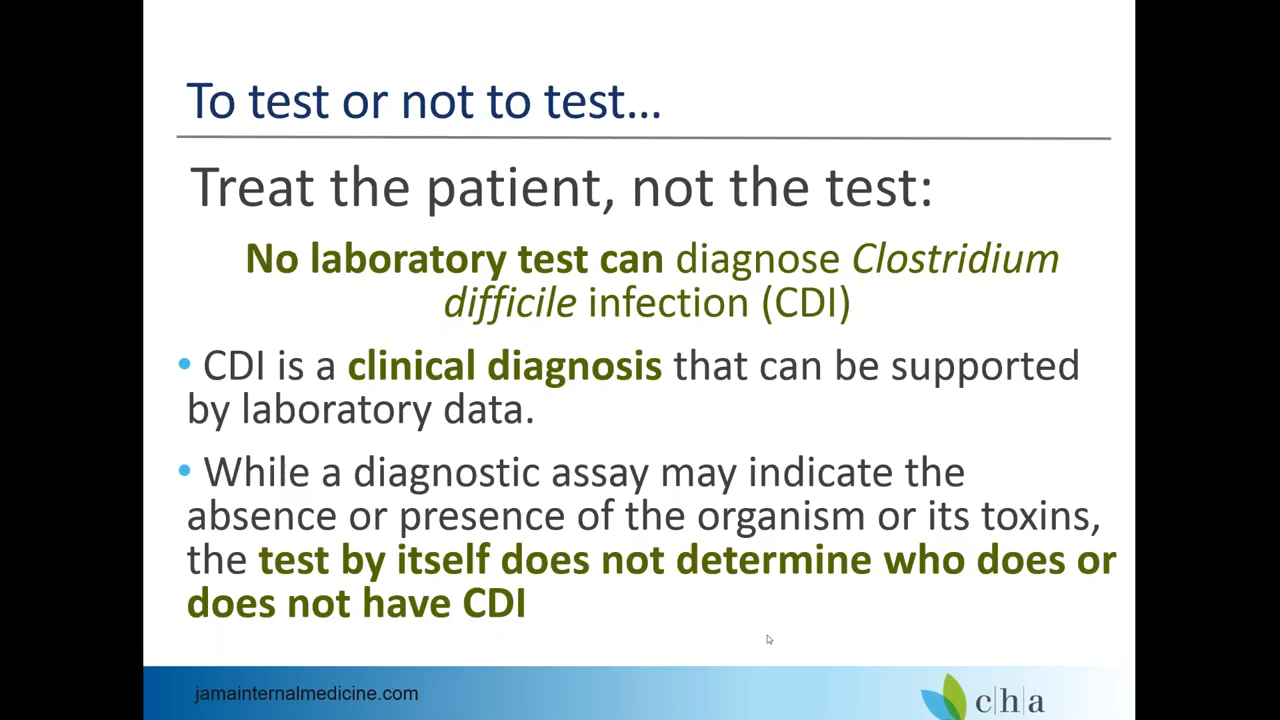 To test or not to test...
Treat the patient, not the test:
No laboratory test can diagnose Clostridium
difficile infection (CDI)
• CDI is a clinical diagnosis that can be supported
by laboratory data.
• While a diagnostic assay may indicate the
absence or presence of the organism or its toxins,
the test by itself does not determine who does or
does not have CDI
jamainternalmedicine.com
c|h|a